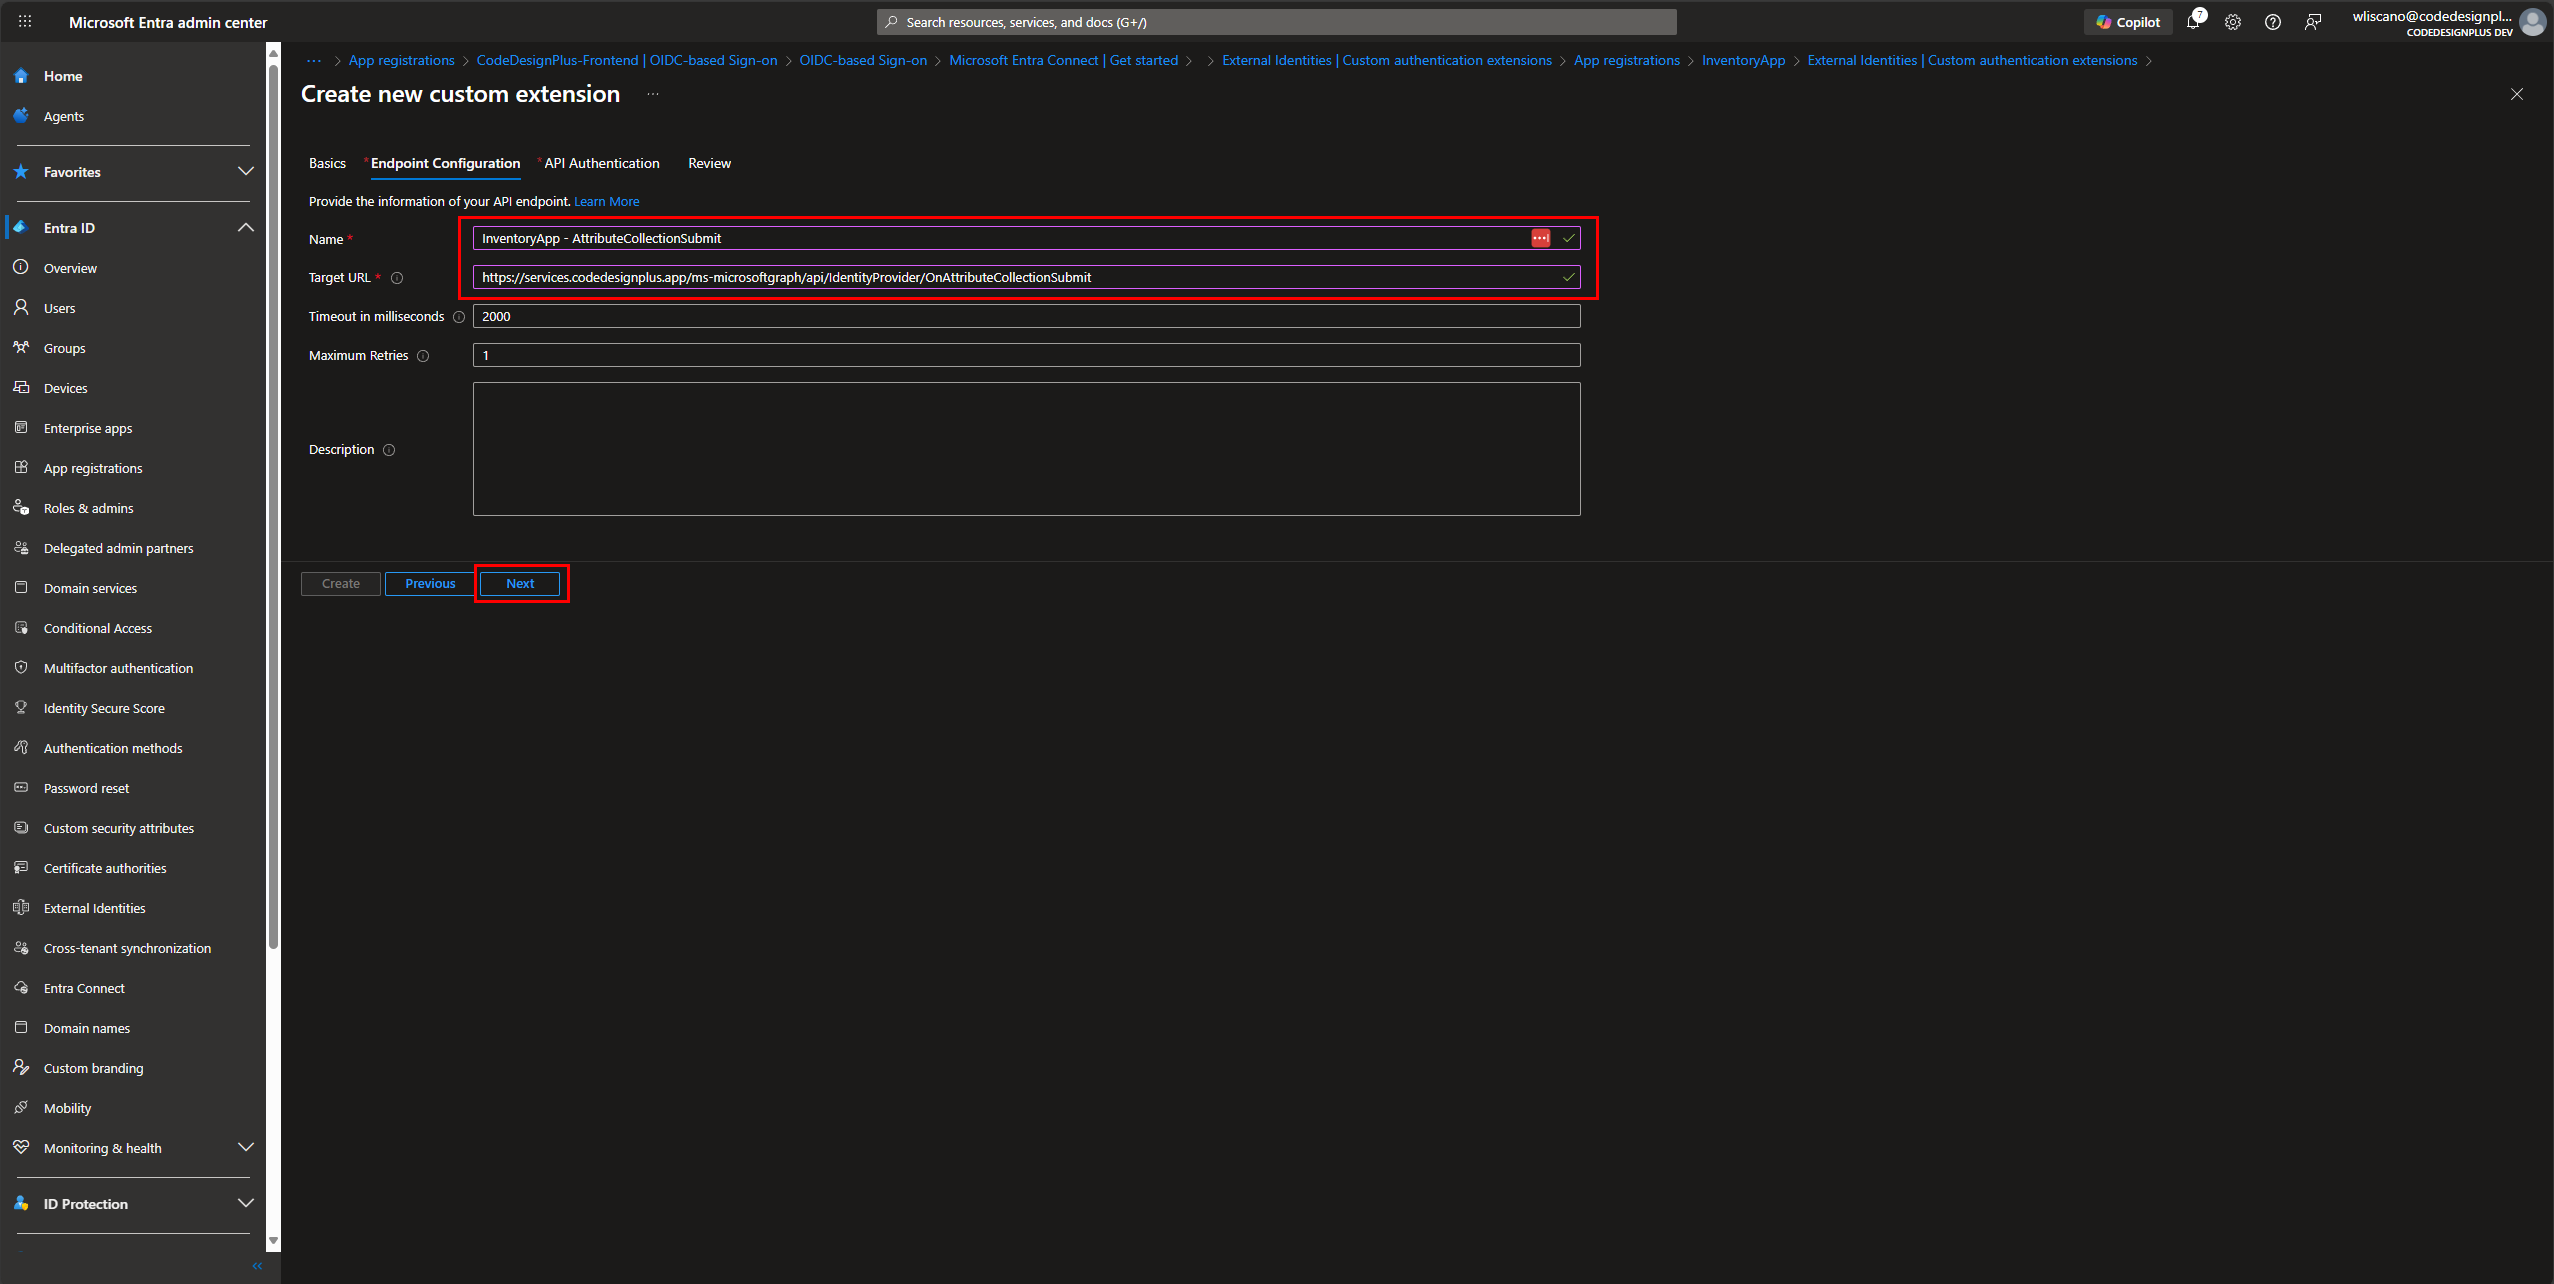 Microsoft Entra admin center
Search resources, services, and docs (G+/)
Copilot
7
wliscano@codedesignpl...
CODEDESIGNPLUS DEV
Home
Agents
Favorites
Entra ID
Overview
Users
Groups
Devices
Enterprise apps
App registrations
Roles & admins
Delegated admin partners
Domain services
Conditional Access
Multifactor authentication
Identity Secure Score
Authentication methods
Password reset
Custom security attributes
Certificate authorities
External Identities
Cross-tenant synchronization
Entra Connect
Domain names
Custom branding
Mobility
Monitoring & health
ID Protection
... > App registrations > CodeDesignPlus-Frontend | OIDC-based Sign-on > OIDC-based Sign-on > Microsoft Entra Connect | Get started > > External Identities | Custom authentication extensions > App registrations > InventoryApp > External Identities | Custom authentication extensions >
Create new custom extension ...
Basics * Endpoint Configuration * API Authentication Review
Provide the information of your API endpoint. Learn More
Name * InventoryApp - AttributeCollectionSubmit
Target URL * https://services.codedesignplus.app/ms-microsoftgraph/api/IdentityProvider/OnAttributeCollectionSubmit
Timeout in milliseconds 2000
Maximum Retries 1
Description
Create Previous Next